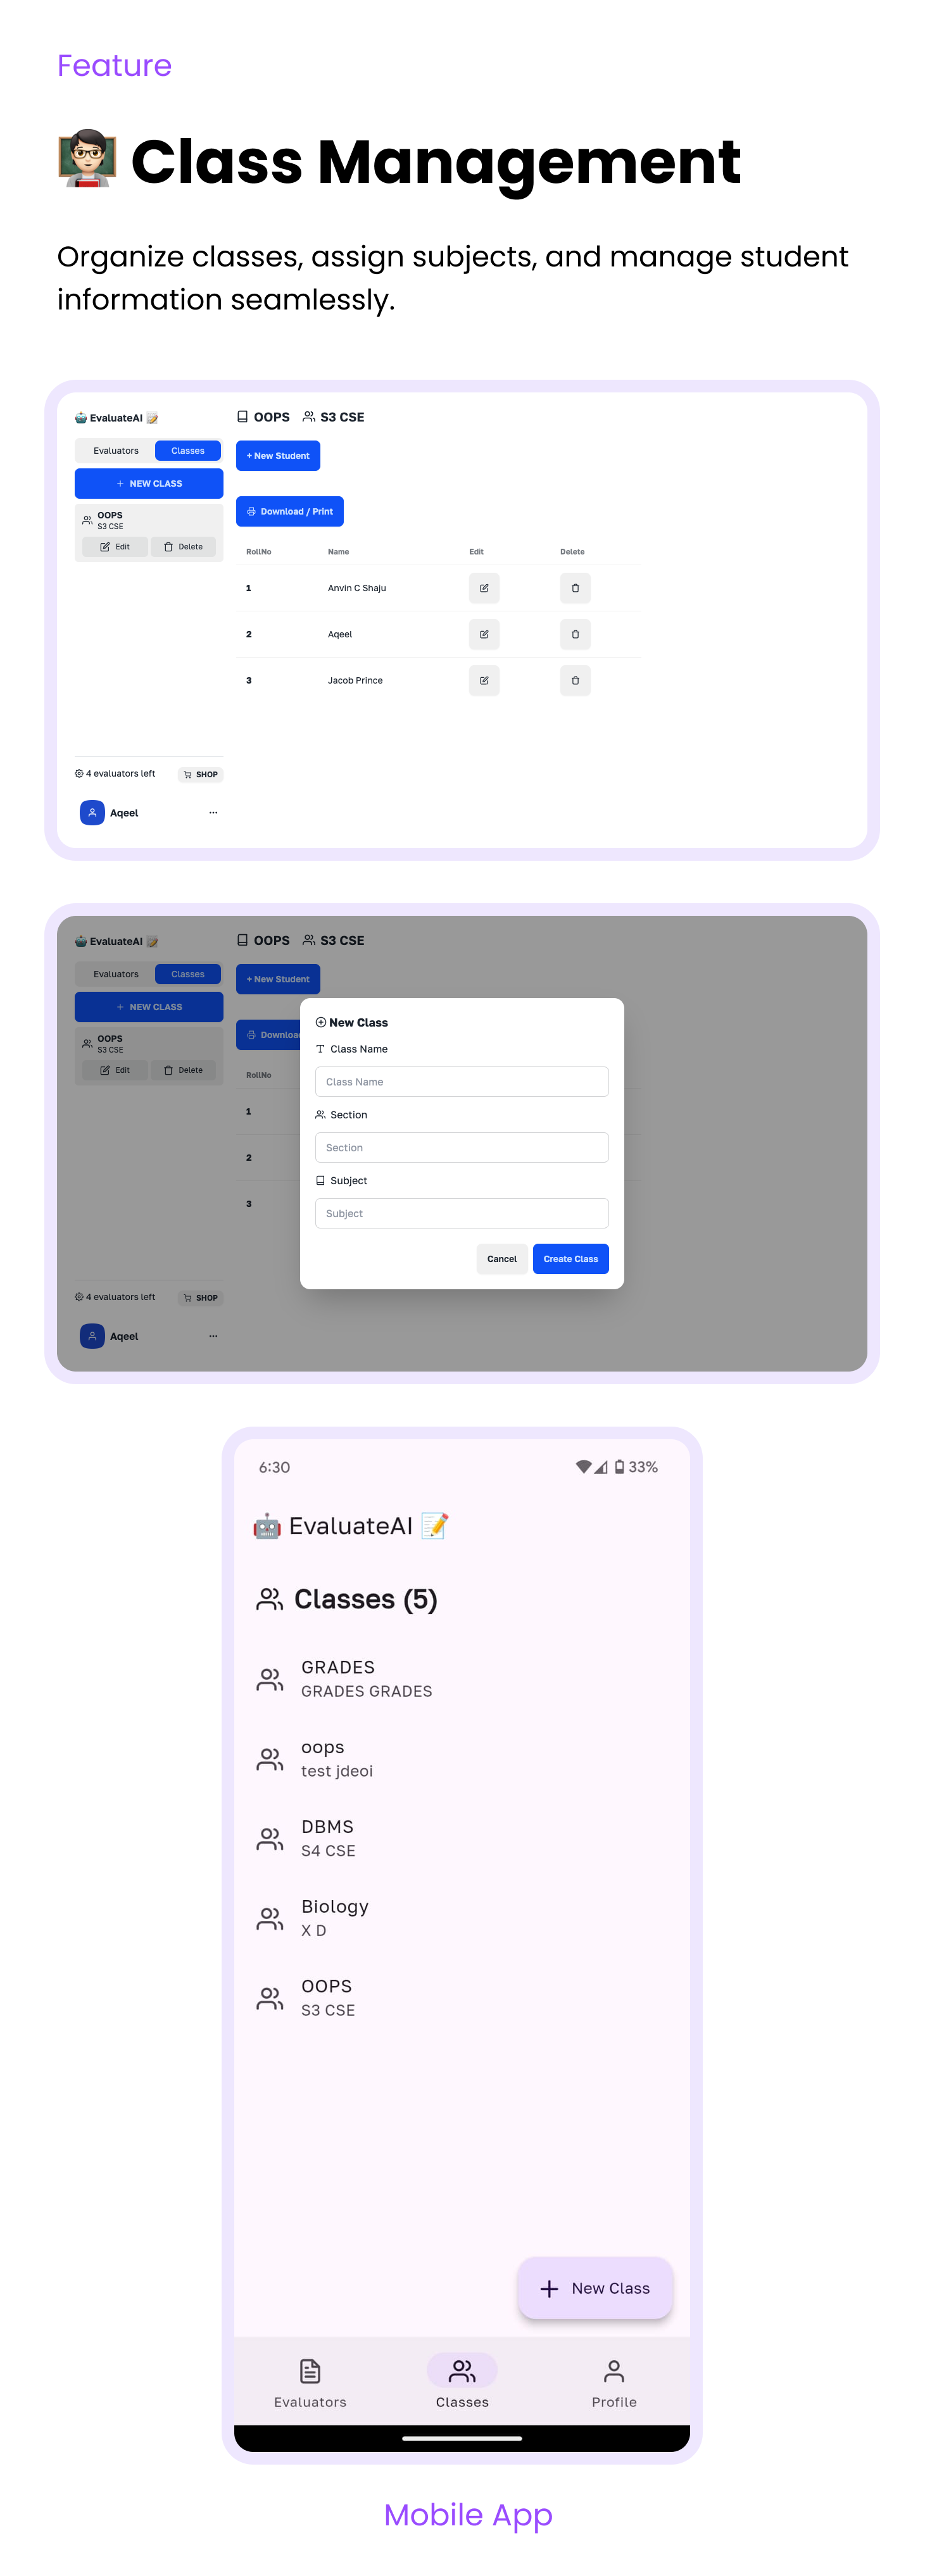 Feature
Class Management
Organize classes, assign subjects, and manage student
information seamlessly.
EvaluateAI
Evaluators Classes
+ NEW CLASS
OOPS
S3 CSE
Edit Delete
4 evaluators left SHOP
Aqeel ...
OOPS S3 CSE
+ New Student
Download / Print
RollNo Name Edit Delete
1 Anvin C Shaju
2 Aqeel
3 Jacob Prince
EvaluateAI
Evaluators Classes
+ NEW CLASS
OOPS
S3 CSE
Edit Delete
4 evaluators left SHOP
Aqeel ...
OOPS S3 CSE
+ New Student
Downloa
RollNo
1
2
3
New Class
Class Name
Class Name
Section
Section
Subject
Subject
Cancel Create Class
6:30 33%
EvaluateAI
Classes (5)
GRADES
GRADES GRADES
oops
test jdeoi
DBMS
S4 CSE
Biology
X D
OOPS
S3 CSE
+ New Class
Evaluators Classes Profile
Mobile App